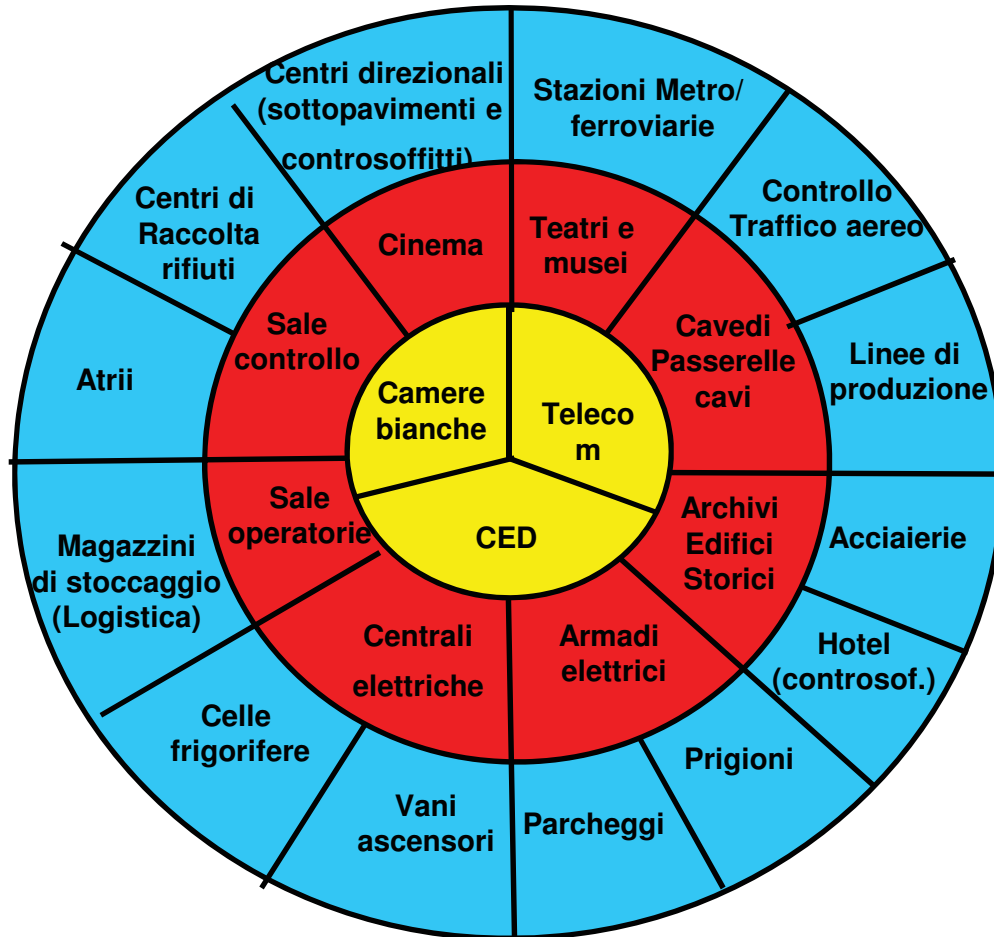 Centri direzionali
(sottopavimenti e
controsoffitti)
Stazioni Metro/
ferroviarie
Controllo
Traffico aereo
Linee di
produzione
Acciaierie
Hotel
(controsof.)
Prigioni
Parcheggi
Vani
ascensori
Celle
frigorifere
Magazzini
di stoccaggio
(Logistica)
Atrii
Centri di
Raccolta
rifiuti
Cinema
Teatri e
musei
Cavedi
Passerelle
cavi
Archivi
Edifici
Storici
Armadi
elettrici
Centrali
elettriche
Sale
operatorie
Sale
controllo
Camere
bianche
Teleco
m
CED